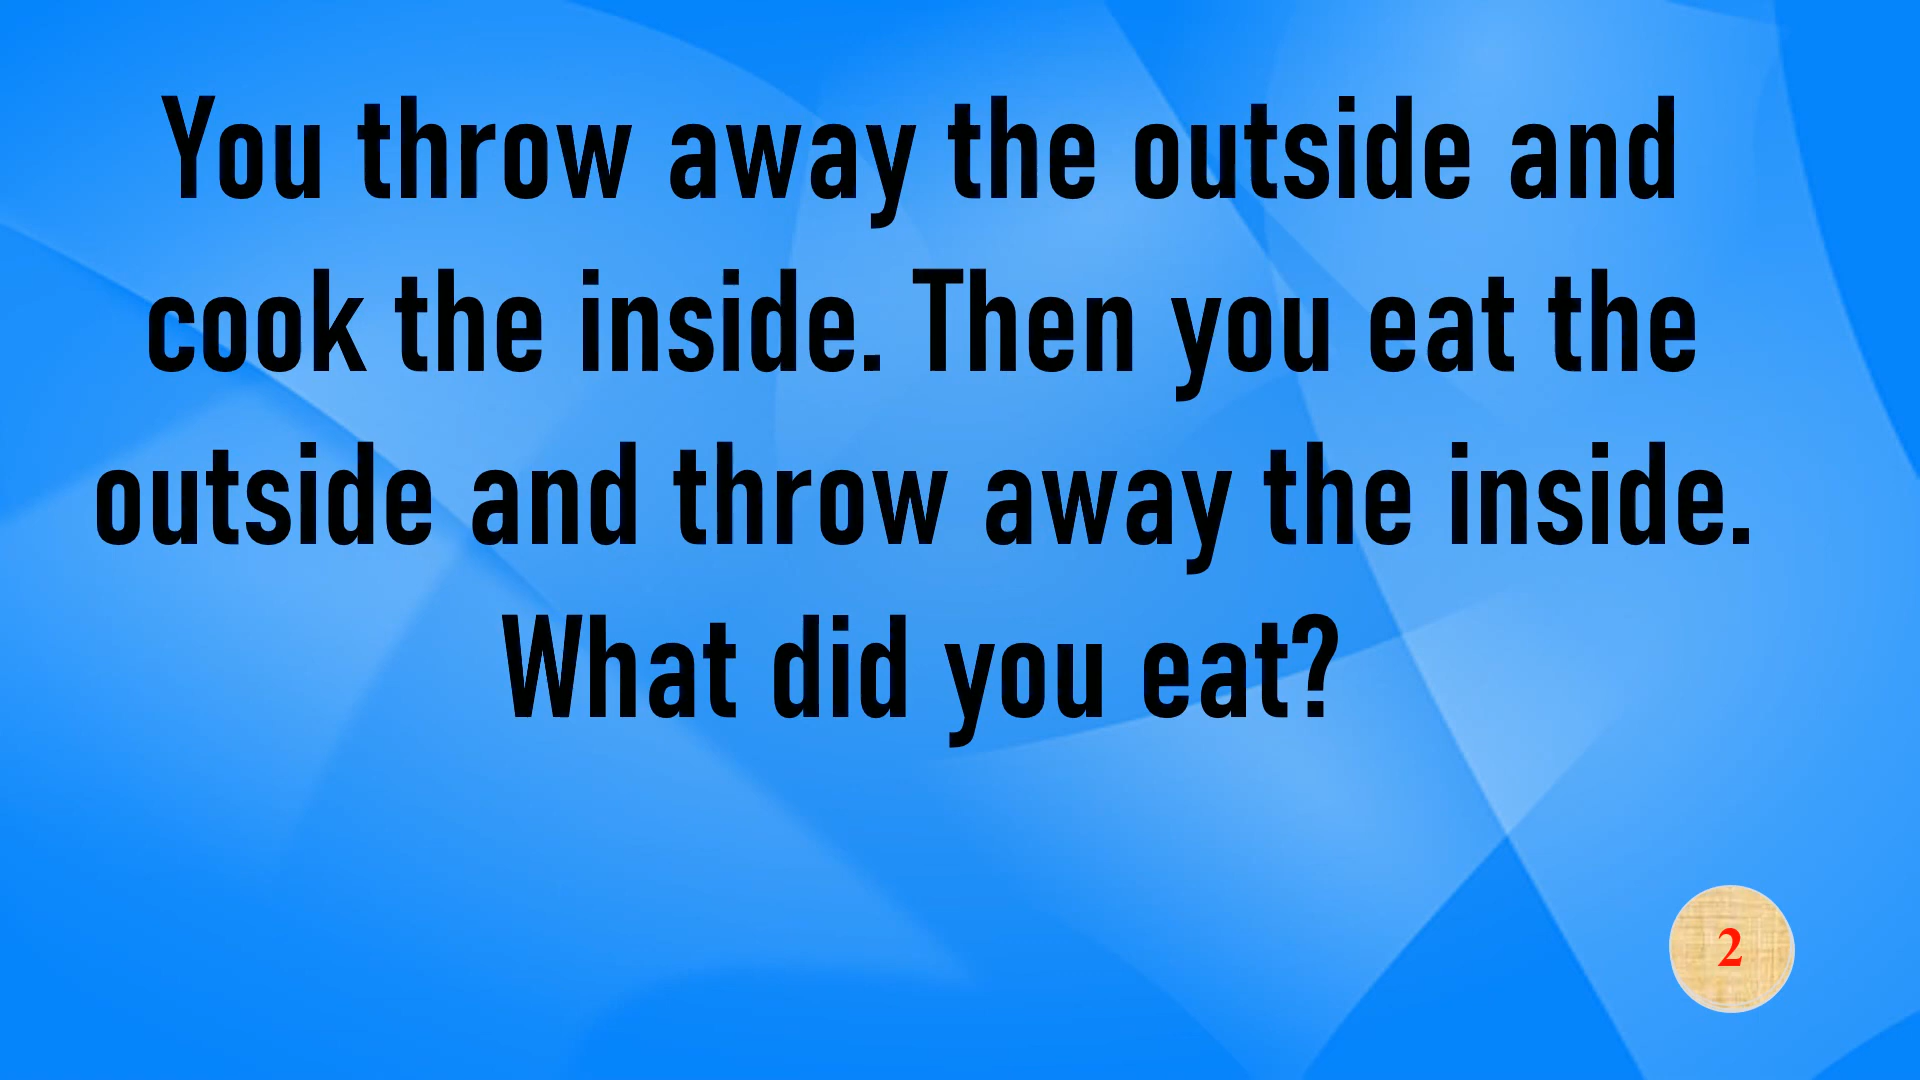 You throw away the outside and
cook the inside. Then you eat the
outside and throw away the inside.
What did you eat?
2